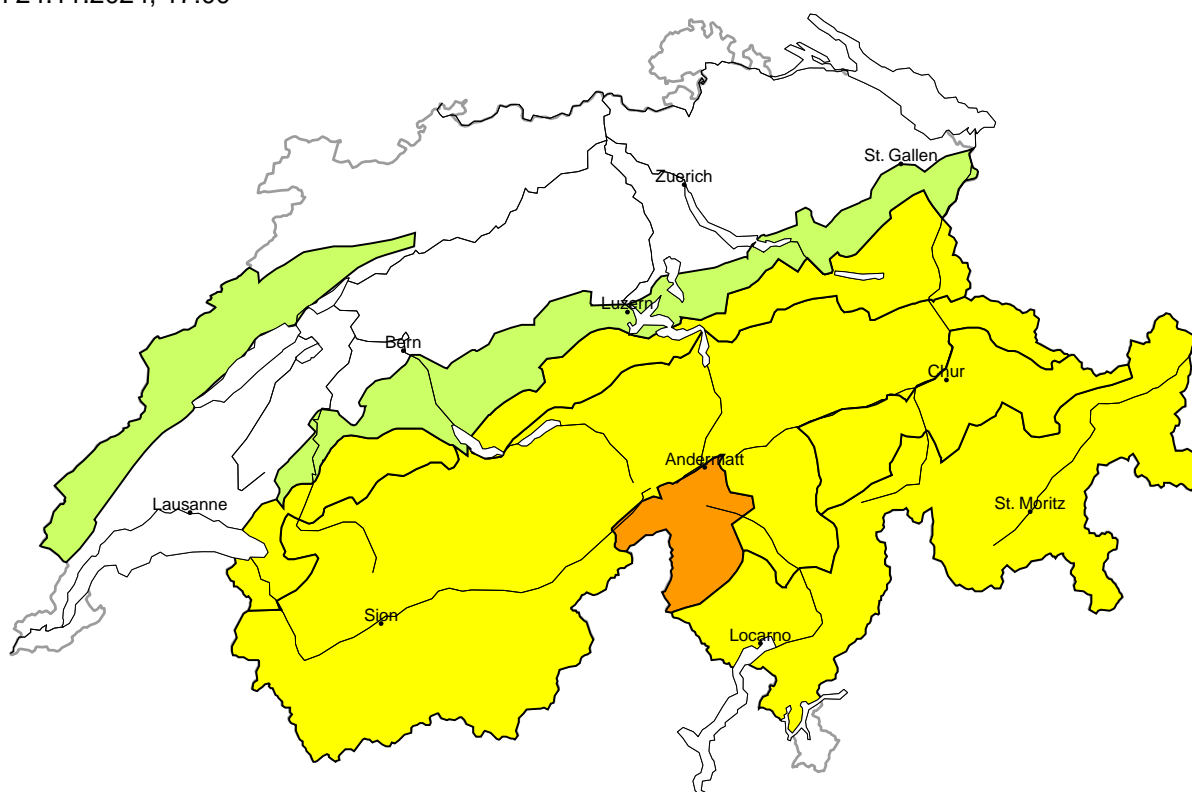 St. Gallen
Zuerich
Luzern
Bern
Chur
Andermatt
Lausanne
St. Moritz
Sion
Locarno